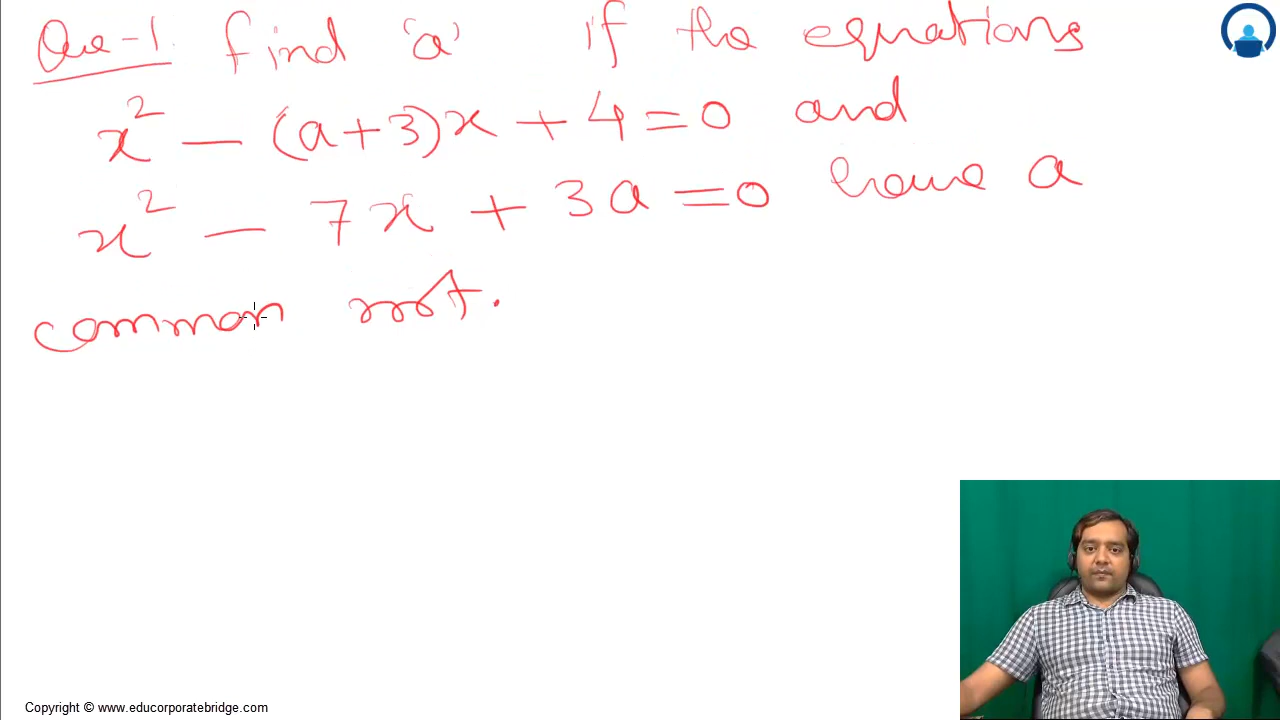 Que-1. Find 'a' if the equations
x² - (a+3)x + 4 = 0 and
x² - 7x + 3a = 0 have a
common root.
Copyright © www.educorporatebridge.com